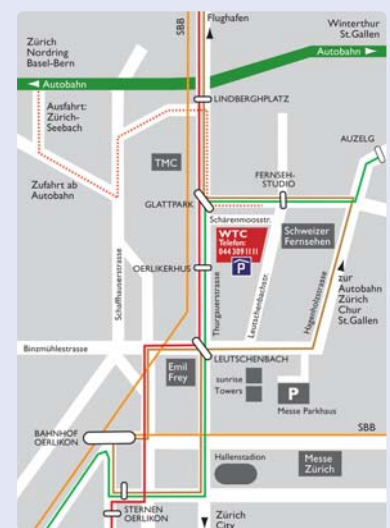 SBB
Flughafen
Winterthur
St.Gallen
Zürich
Nordring
Basel-Bern
Autobahn
Autobahn
Ausfahrt:
Zürich-
Seebach
LINDBERGHPLATZ
AUZELG
TMC
FERNSEH-
STUDIO
Zufahrt ab
Autobahn
GLATTPARK
Schärenmoosstr.
WTC
Telefon:
044 309 11 11
P
Schweizer
Fernsehen
OERLIKERHUS
Schaffhauserstrasse
Thurgauerstrasse
Leutschenbachstr.
Hagenholzstrasse
zur
Autobahn
Zürich
Chur
St.Gallen
Binzmühlestrasse
LEUTSCHENBACH
Emil
Frey
sunrise
Towers
P
Messe Parkhaus
BAHNHOF
OERLIKON
SBB
Hallenstadion
Messe
Zürich
STERNEN
OERLIKON
Zürich
City